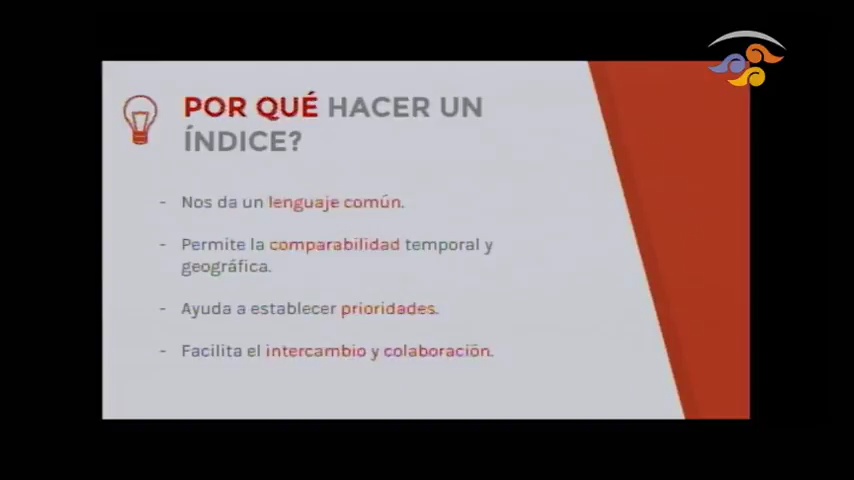 POR QUÉ HACER UN
ÍNDICE?
- Nos da un lenguaje común.
- Permite la comparabilidad temporal y
geográfica.
- Ayuda a establecer prioridades.
- Facilita el intercambio y colaboración.